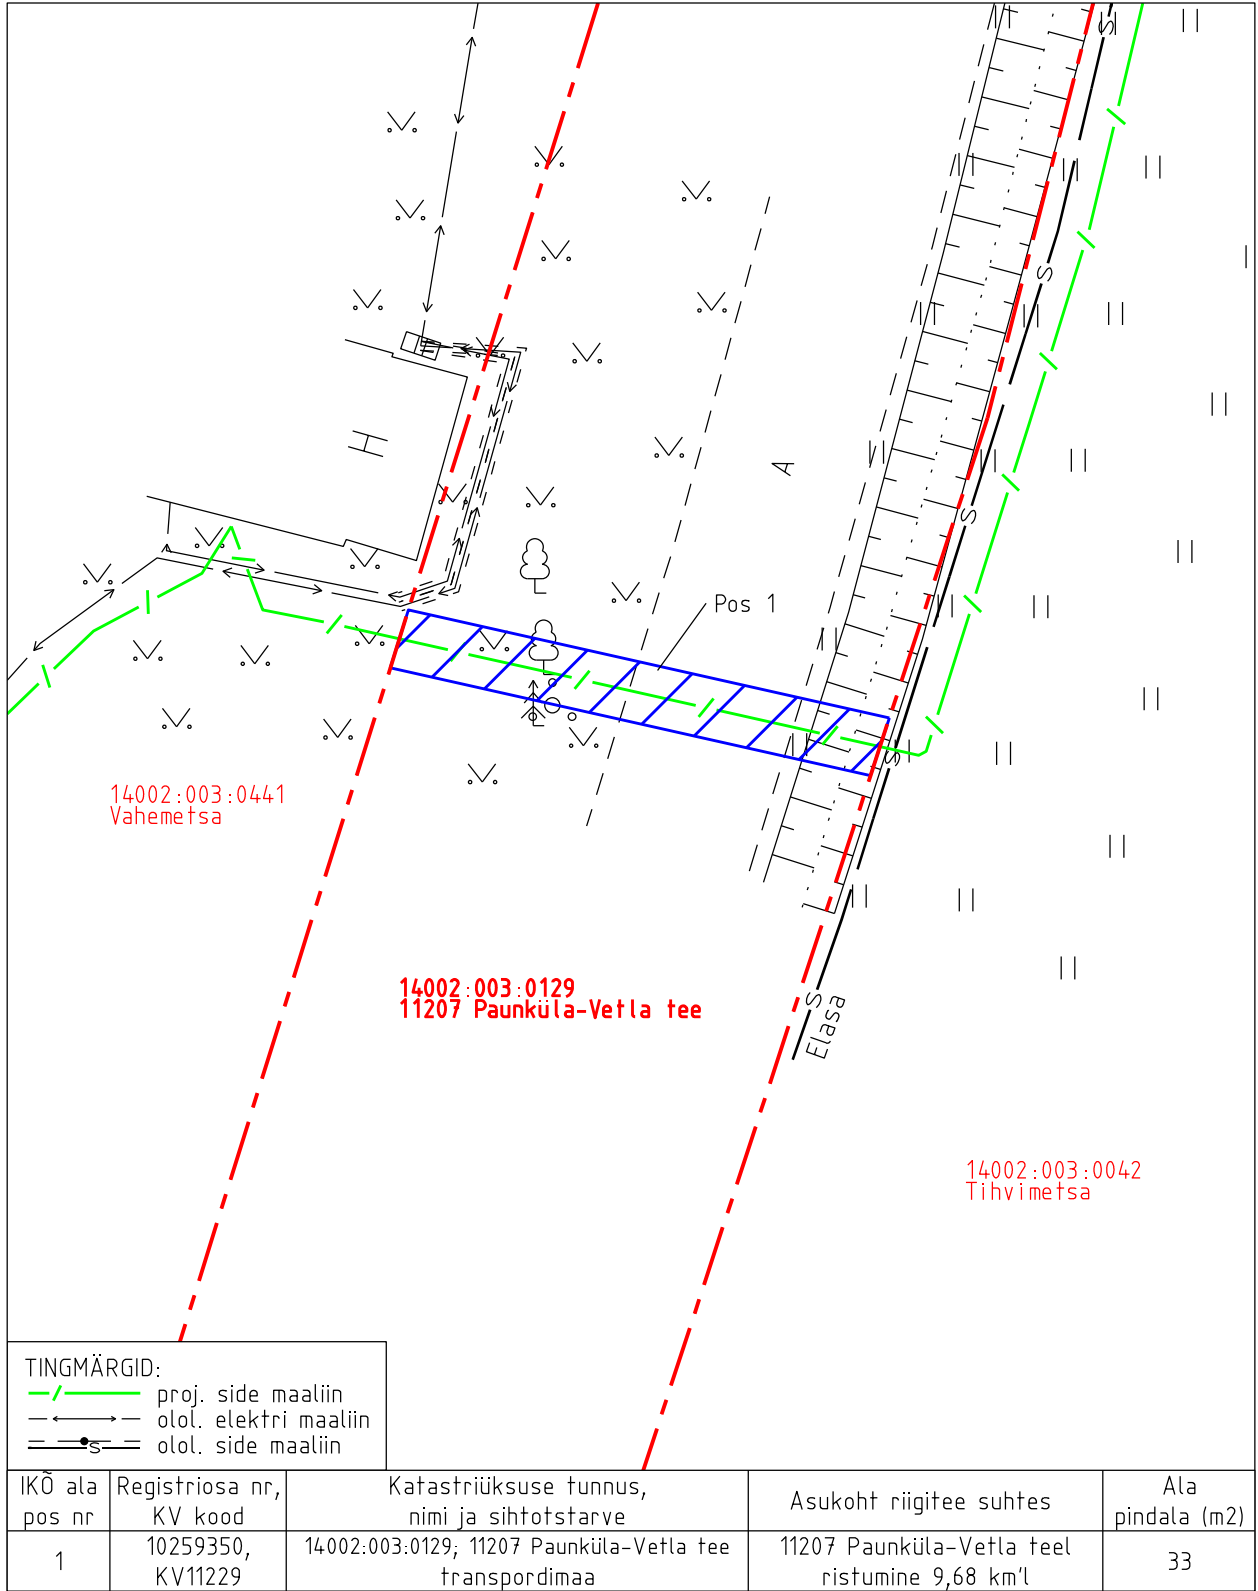 S
S
H
A
S
Pos 1
S
14002:003:0441
Vahemetsa
14002:003:0129
11207 Paunküla-Vetla tee
S
Elasa
14002:003:0042
Tihvimetsa
TINGMÄRGID:
proj. side maaliin
olol. elektri maaliin
S olol. side maaliin
IKÕ ala pos nr
Registriosa nr, KV kood
Katastriüksuse tunnus, nimi ja sihtotstarve
Asukoht riigitee suhtes
Ala pindala (m2)
1
10259350, KV11229
14002:003:0129; 11207 Paunküla-Vetla tee transpordimaa
11207 Paunküla-Vetla teel ristumine 9,68 km'l
33